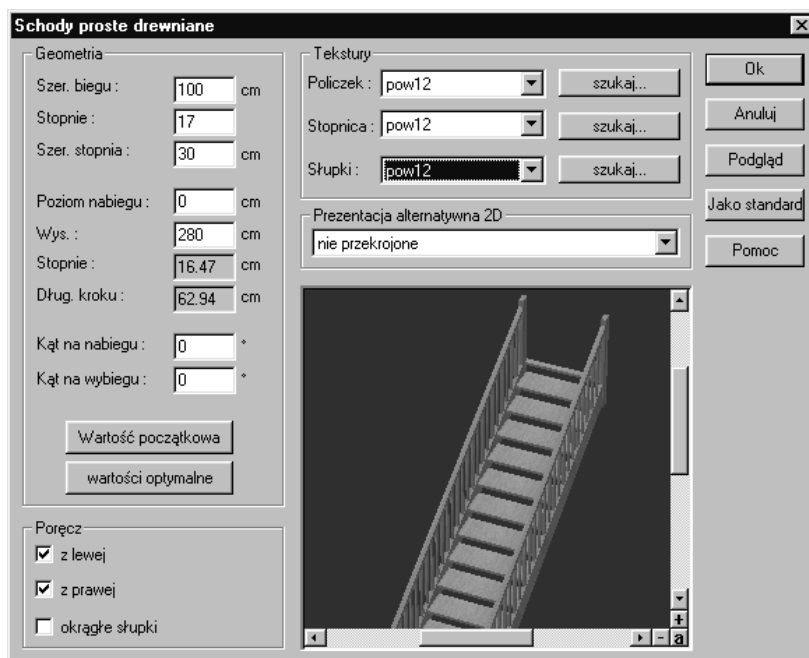 Schody proste drewniane
Geometria
Szer. biegu : 100 cm
Stopnie : 17
Szer. stopnia : 30 cm
Poziom nabiegu : 0 cm
Wys. : 280 cm
Stopnie : 16.47 cm
Dług. kroku : 62.94 cm
Kąt na nabiegu : 0 °
Kąt na wybiegu : 0 °
Wartość początkowa
wartości optymalne
Poręcz
z lewej
z prawej
okrągłe słupki
Tekstury
Policzek : pow12 szukaj...
Stopnica : pow12 szukaj...
Słupki : pow12 szukaj...
Prezentacja alternatywna 2D
nie przekrojone
+
- a
Ok
Anuluj
Podgląd
Jako standard
Pomoc